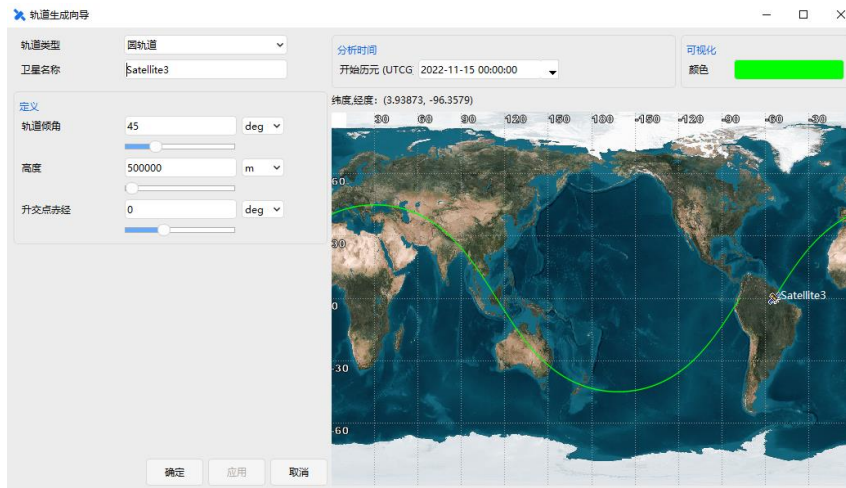 轨道生成向导
轨道类型 圆轨道
卫星名称 Satellite3
定义
轨道倾角 45 deg
高度 500000 m
升交点赤经 0 deg
分析时间
开始历元 (UTCG 2022-11-15 00:00:00
可视化
颜色
纬度,经度: (3.93873, -96.3579)
30 60 90 120 150 180 -150 -120 -90 -60 -30
60
30
0
-30
-60
Satellite3
确定 应用 取消